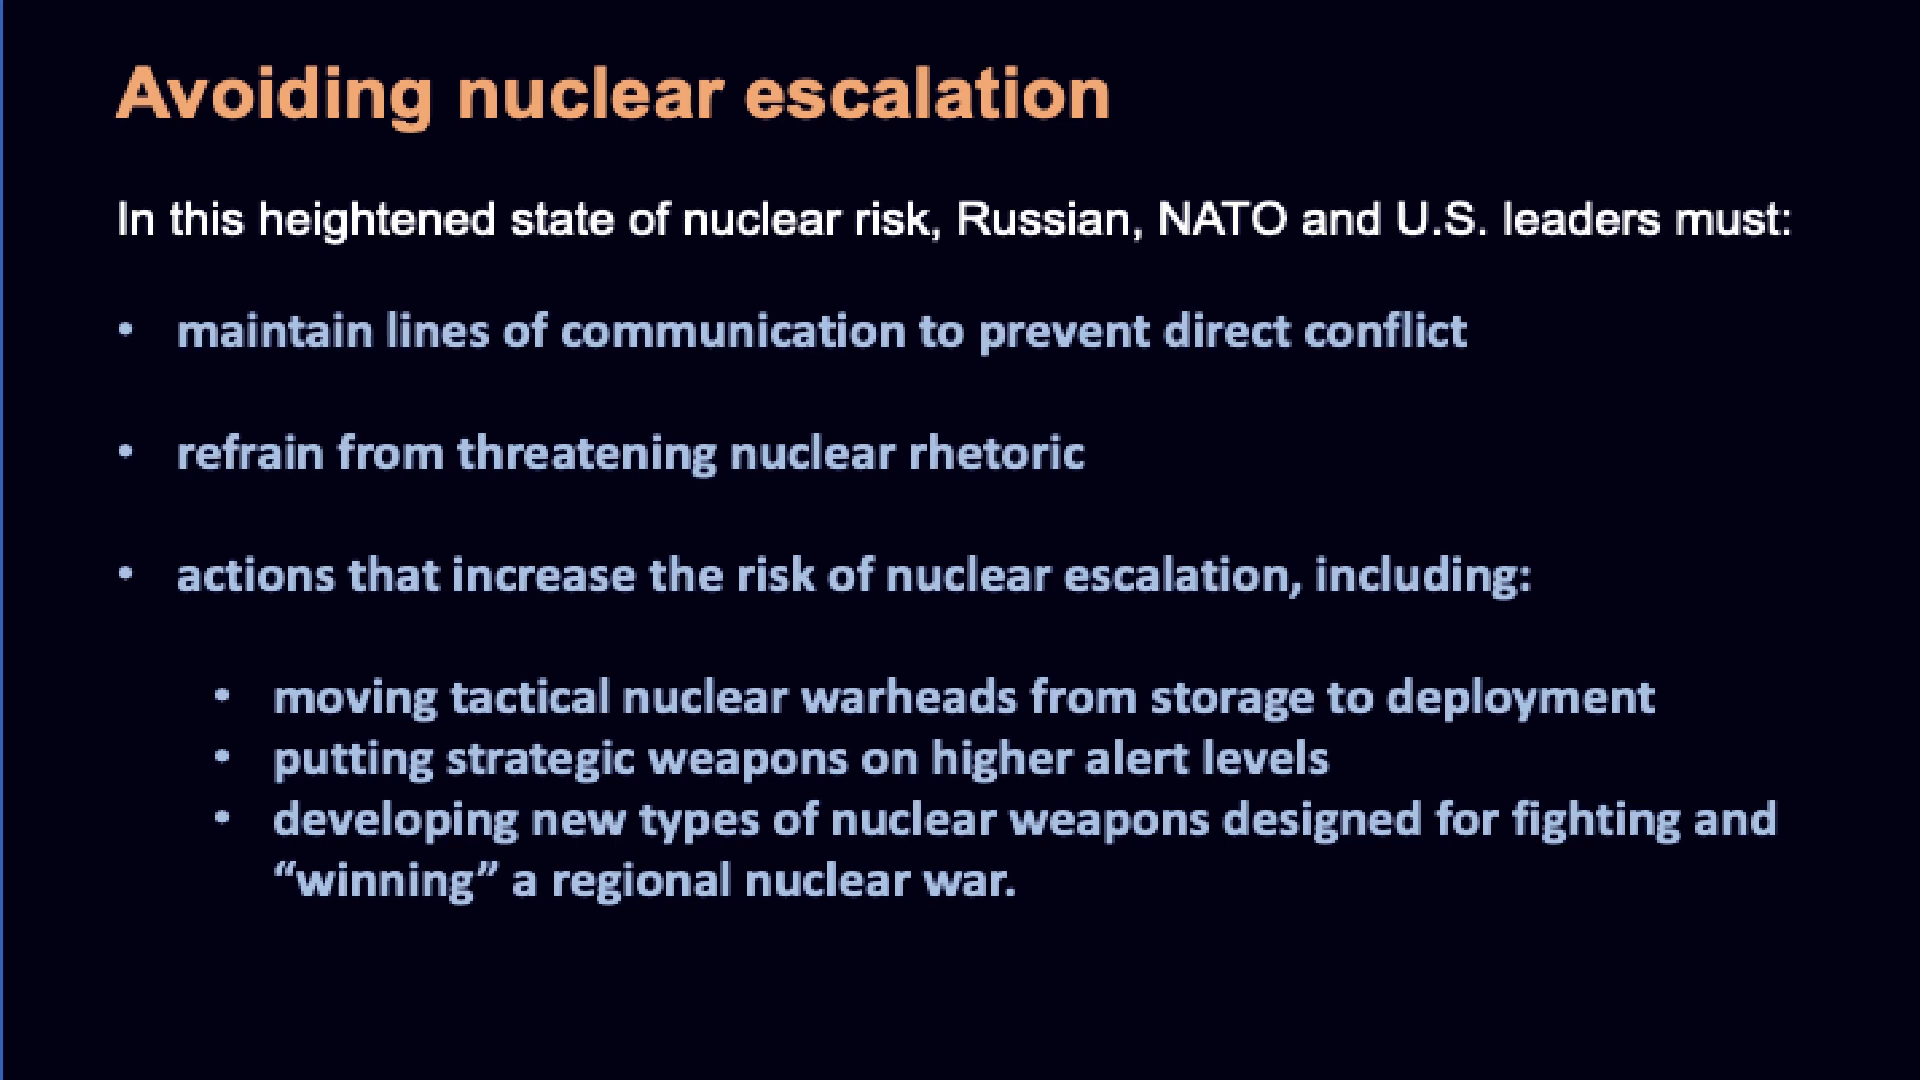 Avoiding nuclear escalation
In this heightened state of nuclear risk, Russian, NATO and U.S. leaders must:
• maintain lines of communication to prevent direct conflict
• refrain from threatening nuclear rhetoric
• actions that increase the risk of nuclear escalation, including:
• moving tactical nuclear warheads from storage to deployment
• putting strategic weapons on higher alert levels
• developing new types of nuclear weapons designed for fighting and
“winning” a regional nuclear war.